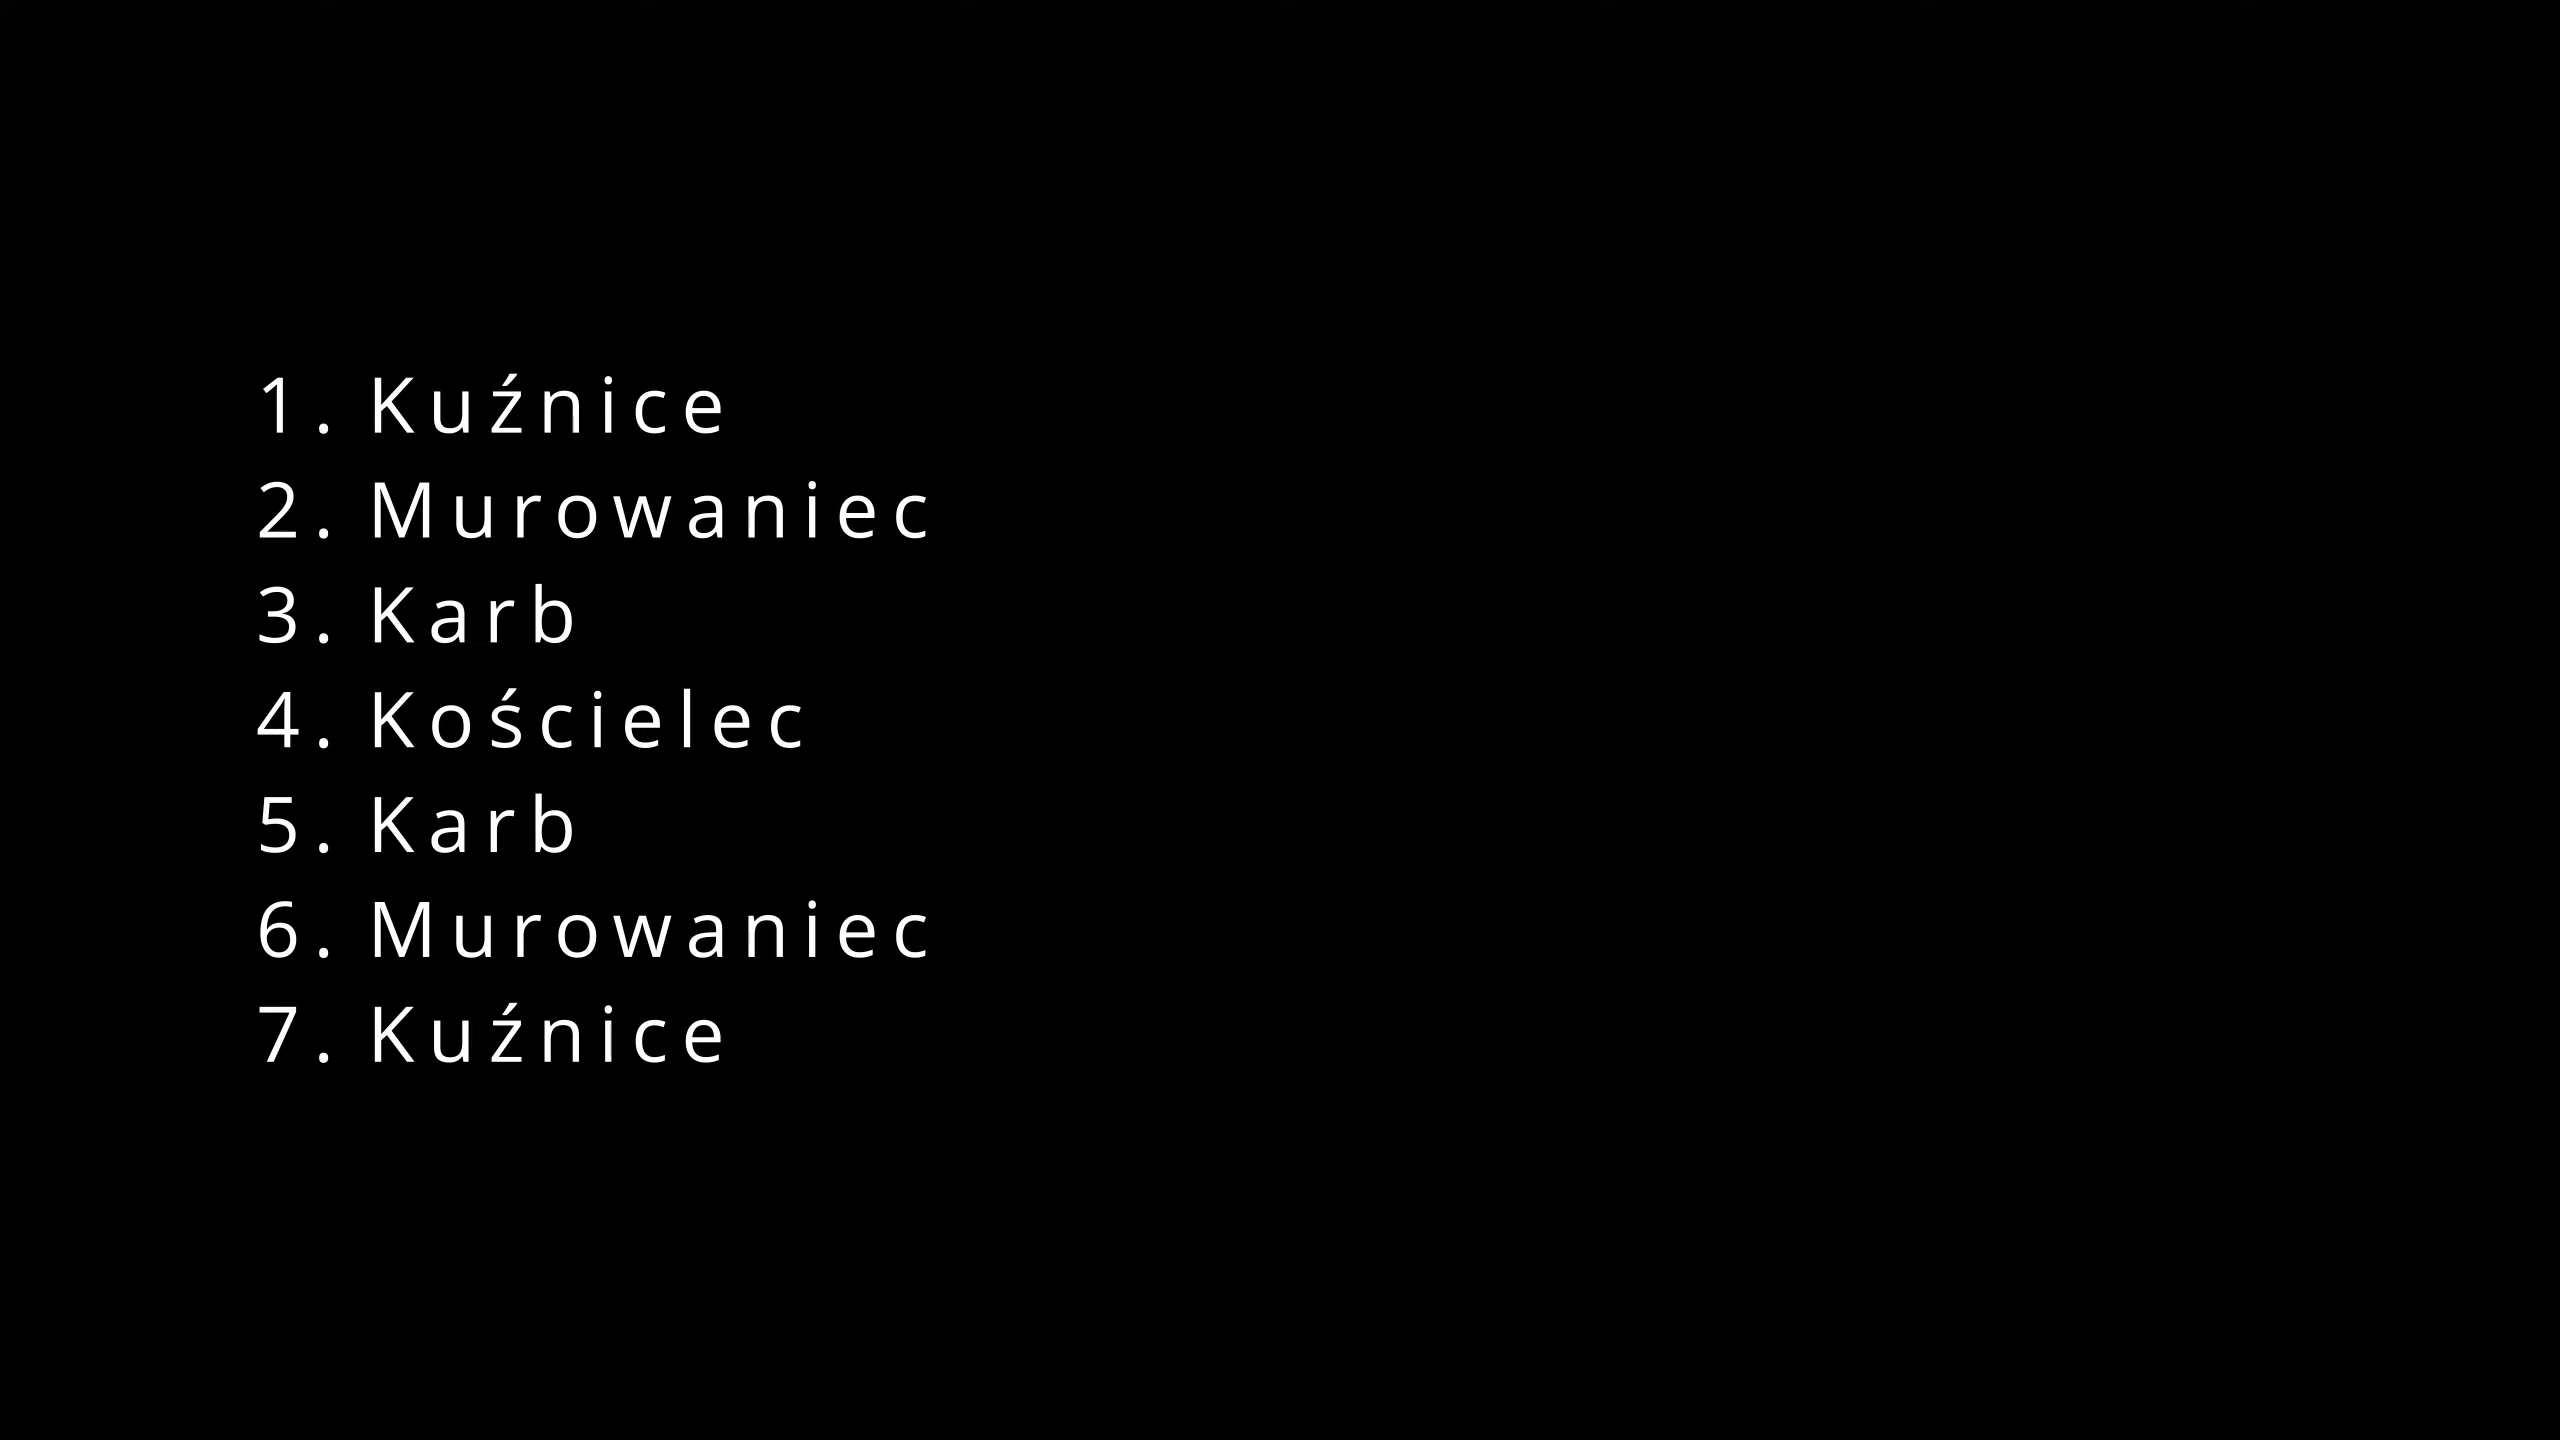 1. Kuźnice
2. Murowaniec
3. Karb
4. Kościelec
5. Karb
6. Murowaniec
7. Kuźnice